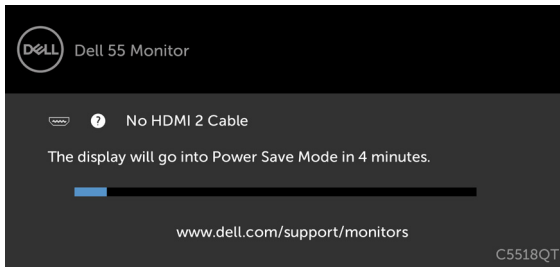 DELL
Dell 55 Monitor
? No HDMI 2 Cable
The display will go into Power Save Mode in 4 minutes.
www.dell.com/support/monitors
C5518QT